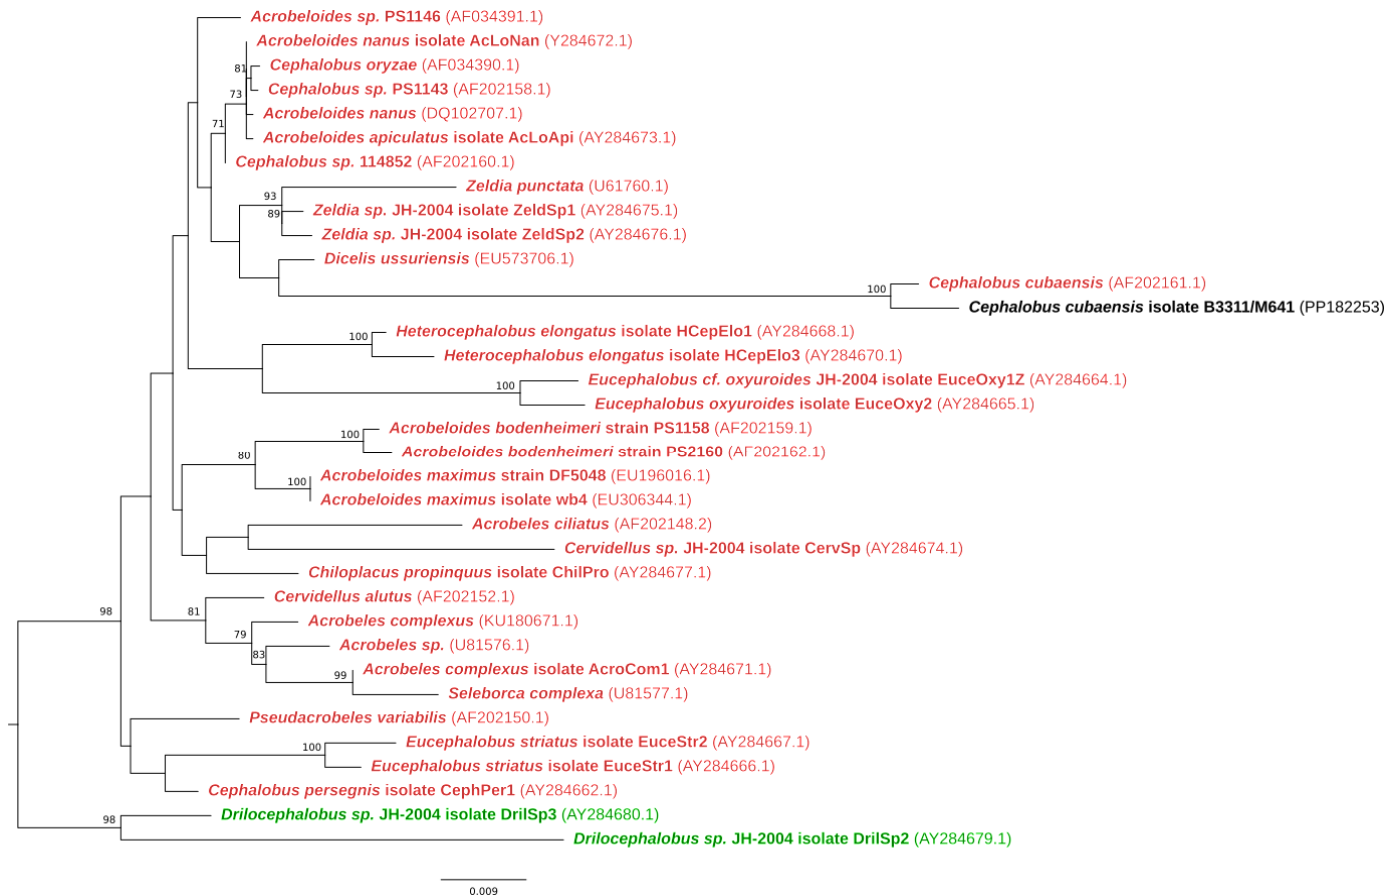 Acrobeloides sp. PS1146 (AF034391.1)
Acrobeloides nanus isolate AcLoNan (Y284672.1)
81
Cephalobus oryzae (AF034390.1)
Cephalobus sp. PS1143 (AF202158.1)
73
Acrobeloides nanus (DQ102707.1)
71
Acrobeloides apiculatus isolate AcLoApi (AY284673.1)
Cephalobus sp. 114852 (AF202160.1)
Zeldia punctata (U61760.1)
93
89
Zeldia sp. JH-2004 isolate ZeldSp1 (AY284675.1)
Zeldia sp. JH-2004 isolate ZeldSp2 (AY284676.1)
Dicelis ussuriensis (EU573706.1)
Cephalobus cubaensis (AF202161.1)
100
Cephalobus cubaensis isolate B3311/M641 (PP182253)
Heterocephalobus elongatus isolate HCepElo1 (AY284668.1)
100
Heterocephalobus elongatus isolate HCepElo3 (AY284670.1)
Eucephalobus cf. oxyuroides JH-2004 isolate EuceOxy1Z (AY284664.1)
100
Eucephalobus oxyuroides isolate EuceOxy2 (AY284665.1)
Acrobeloides bodenheimeri strain PS1158 (AF202159.1)
100
Acrobeloides bodenheimeri strain PS2160 (AF202162.1)
80
Acrobeloides maximus strain DF5048 (EU196016.1)
100
Acrobeloides maximus isolate wb4 (EU306344.1)
Acrobeles ciliatus (AF202148.2)
Cervidellus sp. JH-2004 isolate CervSp (AY284674.1)
Chiloplacus propinquus isolate ChilPro (AY284677.1)
Cervidellus alutus (AF202152.1)
98
81
Acrobeles complexus (KU180671.1)
79
Acrobeles sp. (U81576.1)
83
Acrobeles complexus isolate AcroCom1 (AY284671.1)
99
Seleborca complexa (U81577.1)
Pseudacrobeles variabilis (AF202150.1)
Eucephalobus striatus isolate EuceStr2 (AY284667.1)
100
Eucephalobus striatus isolate EuceStr1 (AY284666.1)
Cephalobus persegnis isolate CephPer1 (AY284662.1)
Drilocephalobus sp. JH-2004 isolate DrilSp3 (AY284680.1)
98
Drilocephalobus sp. JH-2004 isolate DrilSp2 (AY284679.1)
0.009